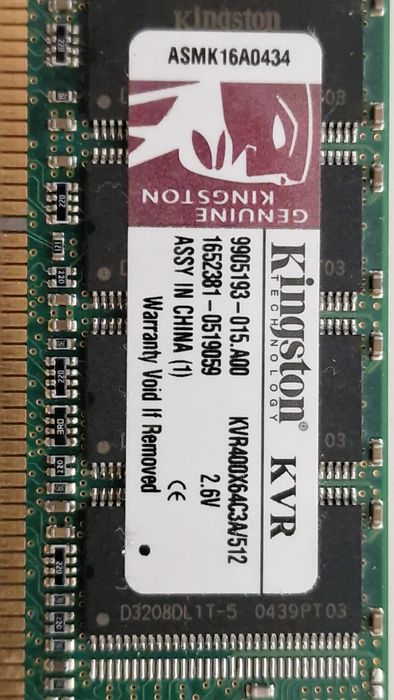 Kingston
ASMK16A0434
GENUINE
KINGSTON
Kingston® KVR
TECHNOLOGY
9905193-015.A00 KVR400X64C3A/512
1652381-0519059 2.6V
ASSY IN CHINA (1) CE
Warranty Void If Removed
D3208DL1T-5 0439PT03